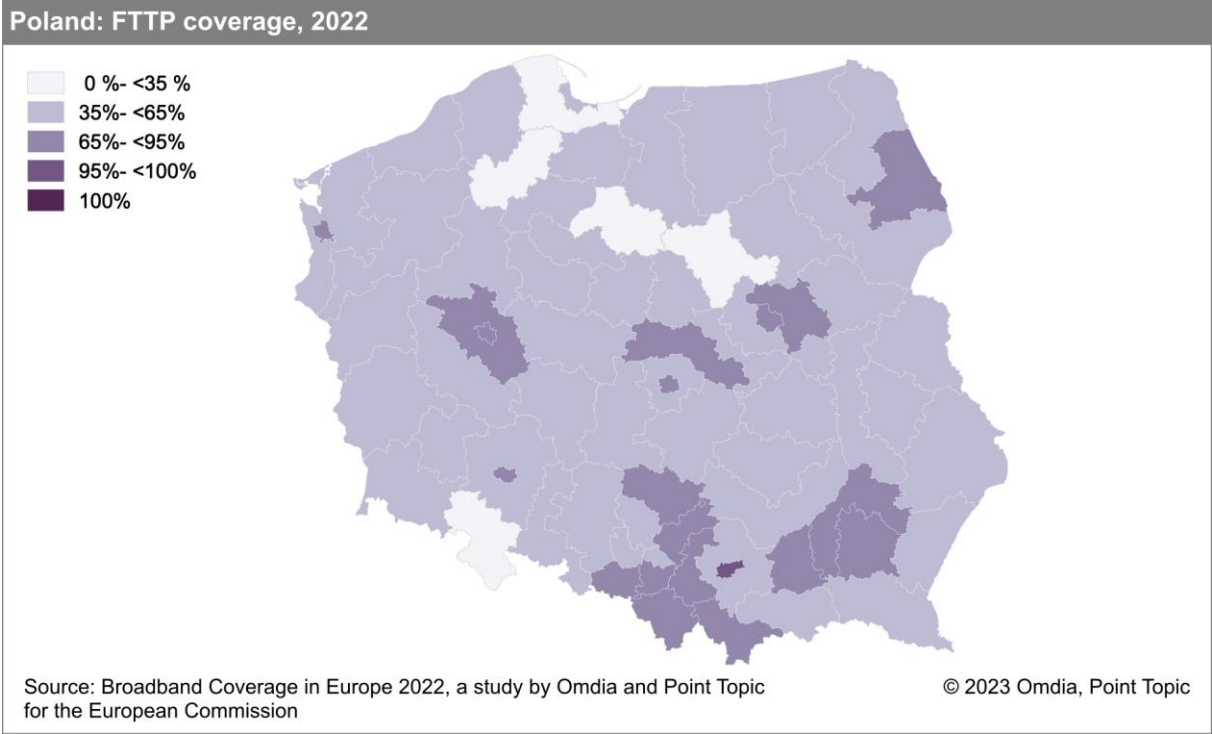 Poland: FTTP coverage, 2022
0 %- <35 %
35%- <65%
65%- <95%
95%- <100%
100%
Source: Broadband Coverage in Europe 2022, a study by Omdia and Point Topic
for the European Commission
© 2023 Omdia, Point Topic